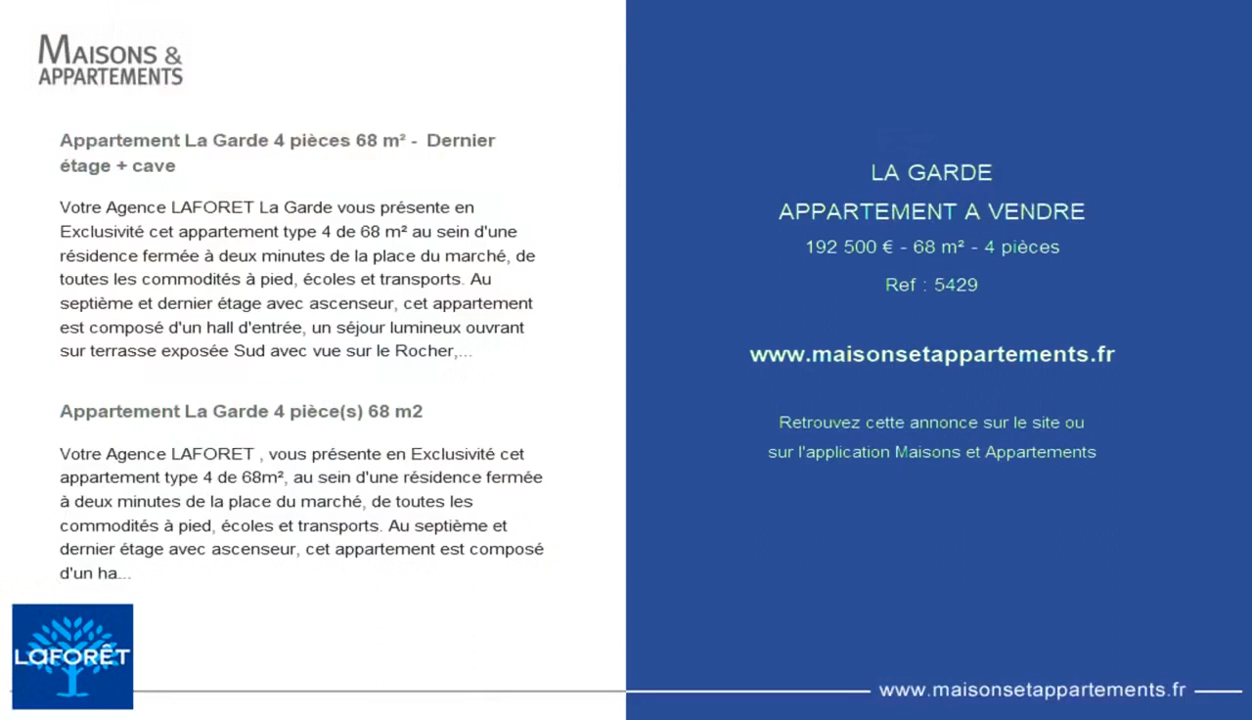 MAISONS &
APPARTEMENTS
Appartement La Garde 4 pièces 68 m² - Dernier
étage + cave
Votre Agence LAFORET La Garde vous présente en
Exclusivité cet appartement type 4 de 68 m² au sein d'une
résidence fermée à deux minutes de la place du marché, de
toutes les commodités à pied, écoles et transports. Au
septième et dernier étage avec ascenseur, cet appartement
est composé d'un hall d'entrée, un séjour lumineux ouvrant
sur terrasse exposée Sud avec vue sur le Rocher,...
Appartement La Garde 4 pièce(s) 68 m2
Votre Agence LAFORET , vous présente en Exclusivité cet
appartement type 4 de 68m², au sein d'une résidence fermée
à deux minutes de la place du marché, de toutes les
commodités à pied, écoles et transports. Au septième et
dernier étage avec ascenseur, cet appartement est composé
d'un ha...
LAFORÊT
LA GARDE
APPARTEMENT A VENDRE
192 500 € - 68 m² - 4 pièces
Ref : 5429
www.maisonsetappartements.fr
Retrouvez cette annonce sur le site ou
sur l'application Maisons et Appartements
www.maisonsetappartements.fr